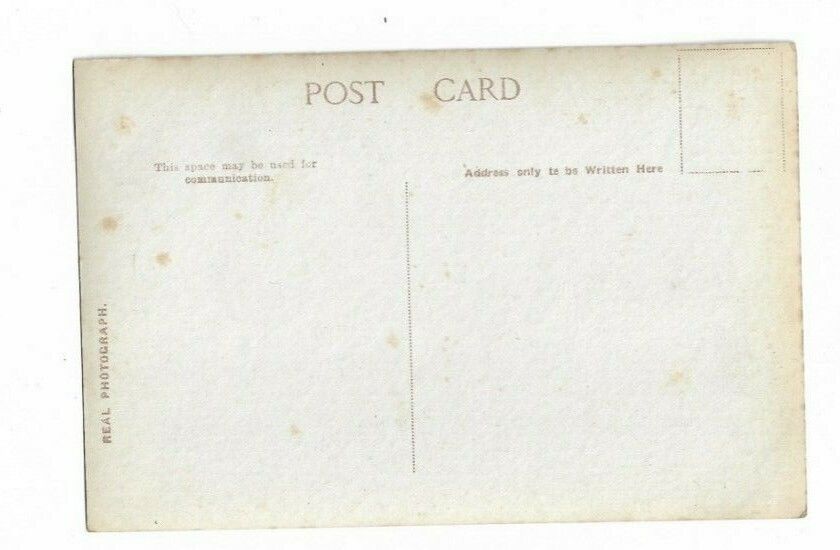 POST CARD
This space may be used for
communication.
Address only to be Written Here
REAL PHOTOGRAPH.